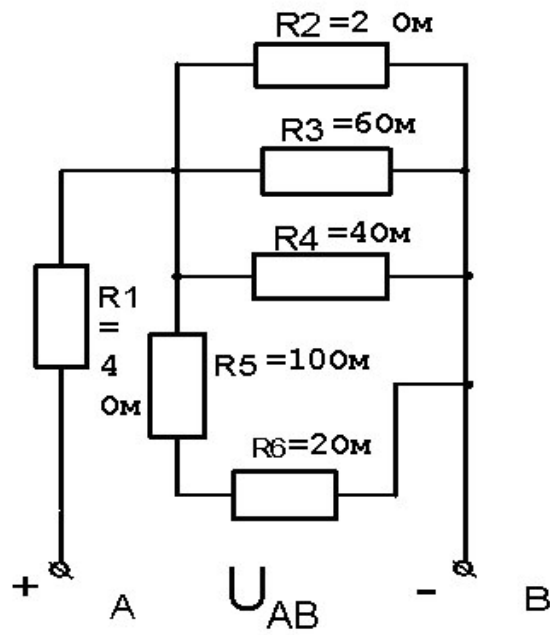 R2 =2 Ом
R3 =6Ом
R4 =4Ом
R1
=
4
Ом
R5 =10Ом
R6=2Ом
+ A U AB - B